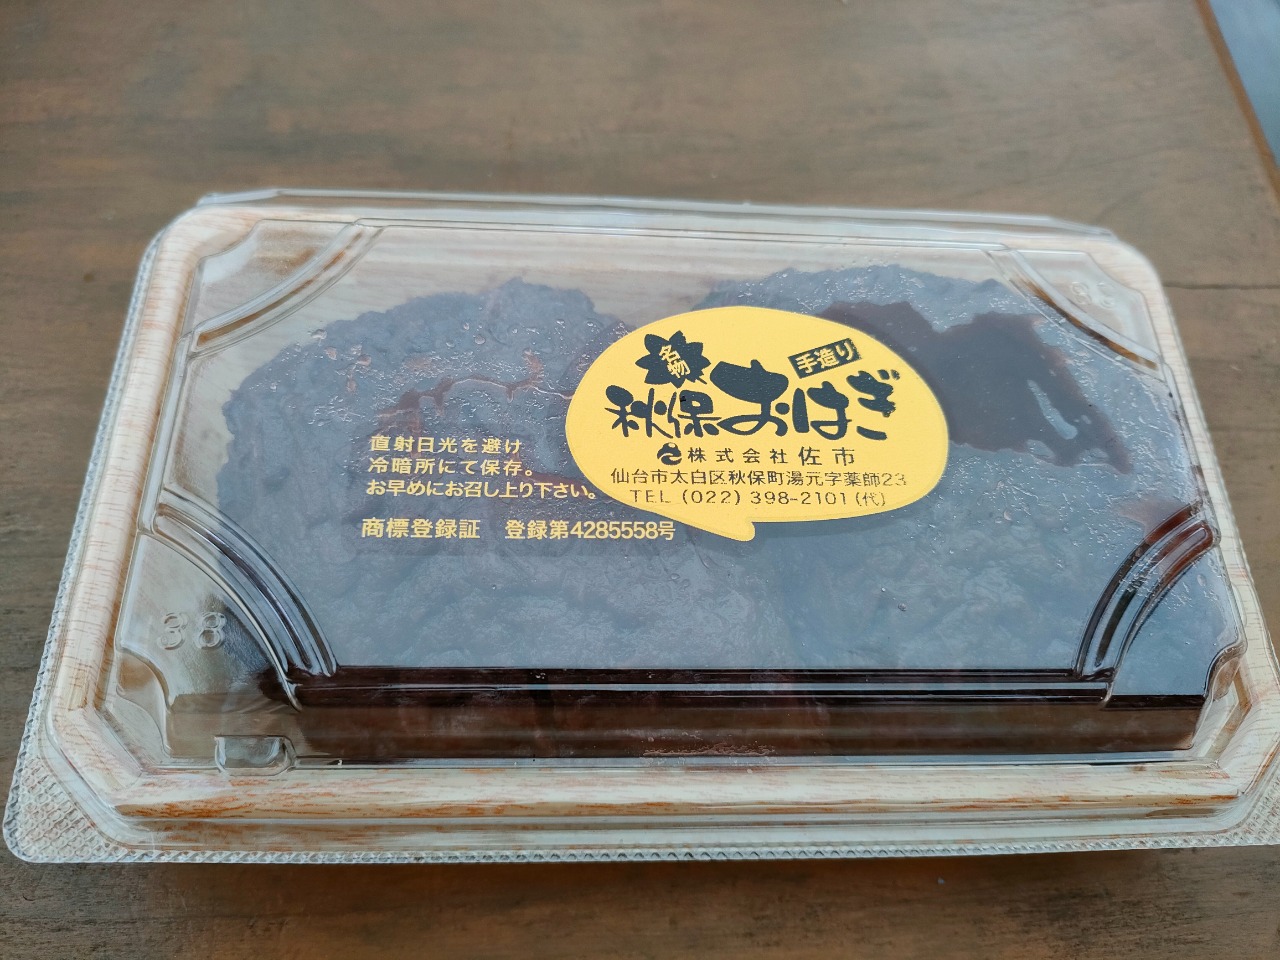 名物
手造り
秋保おはぎ
株式会社 佐市
仙台市太白区秋保町湯元字薬師23
TEL (022) 398-2101 (代)
直射日光を避け
冷暗所にて保存。
お早めにお召し上り下さい。
商標登録証 登録第4285558号
38